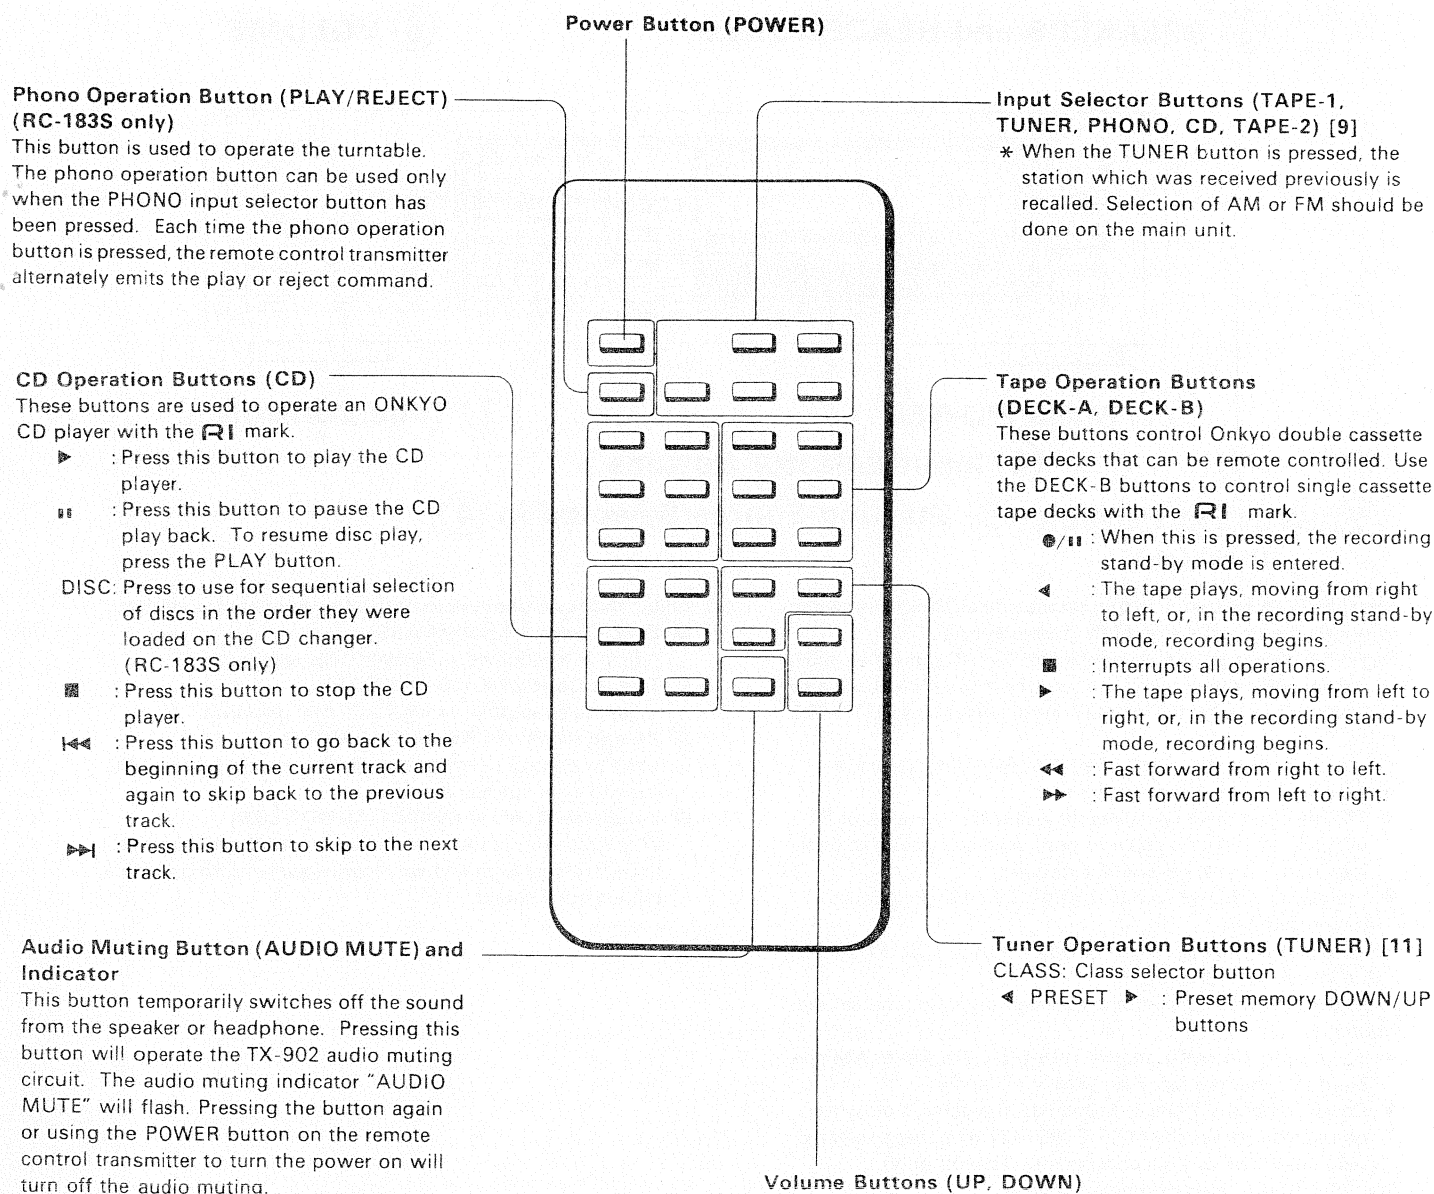 Power Button (POWER)
Phono Operation Button (PLAY/REJECT)
(RC-183S only)
This button is used to operate the turntable.
The phono operation button can be used only
when the PHONO input selector button has
been pressed. Each time the phono operation
button is pressed, the remote control transmitter
alternately emits the play or reject command.
CD Operation Buttons (CD)
These buttons are used to operate an ONKYO
CD player with the RI mark.
▶ : Press this button to play the CD
player.
⏸ : Press this button to pause the CD
play back. To resume disc play,
press the PLAY button.
DISC: Press to use for sequential selection
of discs in the order they were
loaded on the CD changer.
(RC-183S only)
■ : Press this button to stop the CD
player.
|◀◀ : Press this button to go back to the
beginning of the current track and
again to skip back to the previous
track.
▶▶| : Press this button to skip to the next
track.
Audio Muting Button (AUDIO MUTE) and
Indicator
This button temporarily switches off the sound
from the speaker or headphone. Pressing this
button will operate the TX-902 audio muting
circuit. The audio muting indicator "AUDIO
MUTE" will flash. Pressing the button again
or using the POWER button on the remote
control transmitter to turn the power on will
turn off the audio muting.
Input Selector Buttons (TAPE-1,
TUNER, PHONO, CD, TAPE-2) [9]
* When the TUNER button is pressed, the
station which was received previously is
recalled. Selection of AM or FM should be
done on the main unit.
Tape Operation Buttons
(DECK-A, DECK-B)
These buttons control Onkyo double cassette
tape decks that can be remote controlled. Use
the DECK-B buttons to control single cassette
tape decks with the RI mark.
●/⏸ : When this is pressed, the recording
stand-by mode is entered.
◀ : The tape plays, moving from right
to left, or, in the recording stand-by
mode, recording begins.
■ : Interrupts all operations.
▶ : The tape plays, moving from left to
right, or, in the recording stand-by
mode, recording begins.
◀◀ : Fast forward from right to left.
▶▶ : Fast forward from left to right.
Tuner Operation Buttons (TUNER) [11]
CLASS: Class selector button
◀ PRESET ▶ : Preset memory DOWN/UP
buttons
Volume Buttons (UP, DOWN)